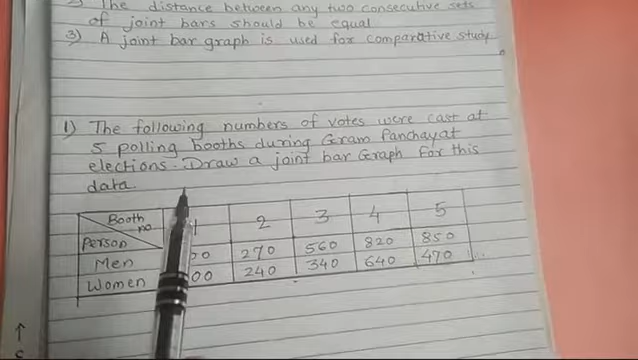 2) The distance between any two consecutive sets
of joint bars should be equal
3) A joint bar graph is used for comparative study
1) The following numbers of votes were cast at
5 polling booths during Gram Panchayat
elections. Draw a joint bar Graph for this
data.
Booth no 1 2 3 4 5
Person
Men 270 560 820 850
Women 240 340 640 470